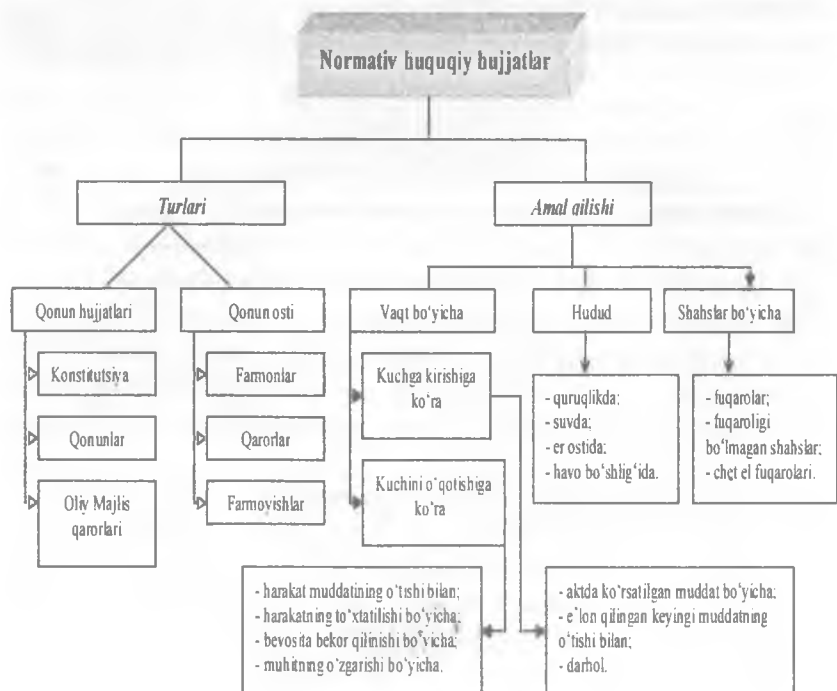 Normativ huquqiy hujjatlar
Turlari
Amal qilishi
Qonun hujjatlari
Qonun osti
Vaqt bo‘yicha
Hudud
Shahslar bo‘yicha
Konstitutsiya
Qonunlar
Oliy Majlis
qarorlari
Farmonlar
Qarorlar
Farmoyishlar
Kuchga kirishiga
ko‘ra
Kuchini o‘qotishiga
ko‘ra
- quruqlikda;
- suvda;
- er ostida;
- havo bo‘shlig‘ida.
- fuqarolar;
- fuqaroligi
bo‘lmagan shahslar;
- chet el fuqarolari.
- harakat muddatining o‘tishi bilan;
- harakatning to‘xtatilishi bo‘yicha;
- bevosita bekor qilinishi bo‘yicha;
- muhitning o‘zgarishi bo‘yicha.
- aktda ko‘rsatilgan muddat bo‘yicha;
- e‘lon qilingan keyingi muddatning
o‘tishi bilan;
- darhol.